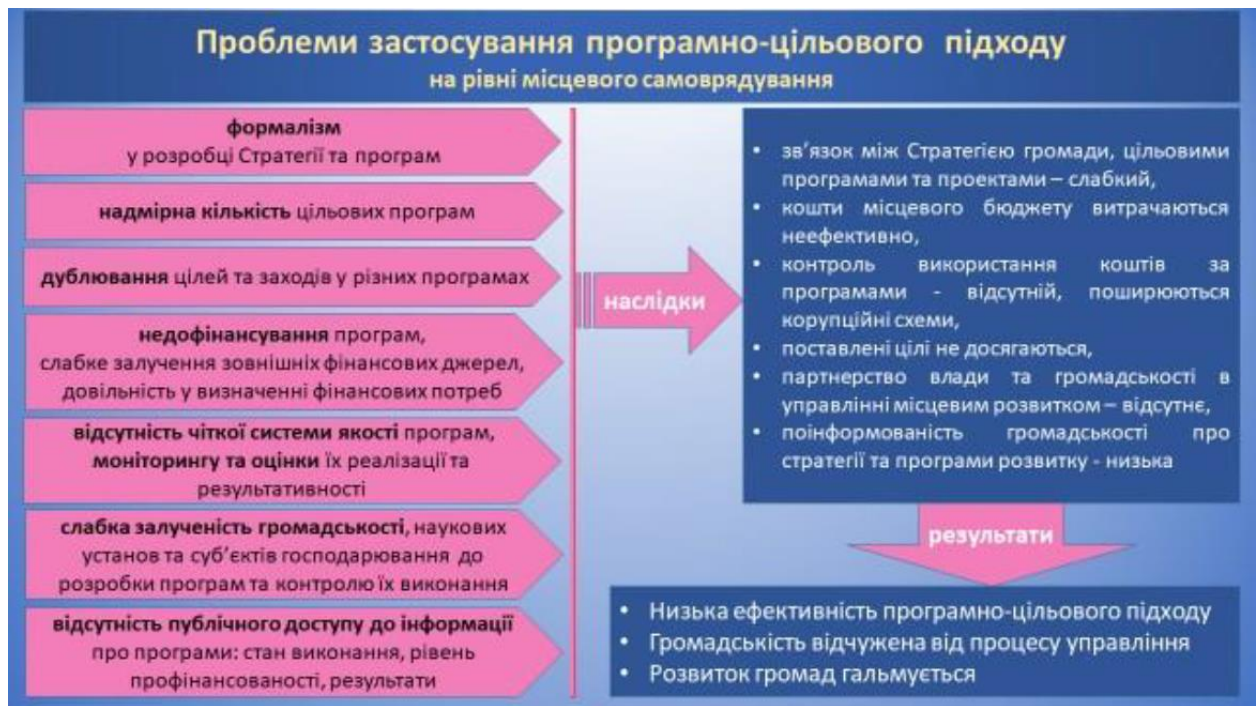 Проблеми застосування програмно-цільового підходу
на рівні місцевого самоврядування
формалізм
у розробці Стратегії та програм
надмірна кількість цільових програм
дублювання цілей та заходів у різних програмах
недофінансування програм,
слабке залучення зовнішніх фінансових джерел,
довільність у визначенні фінансових потреб
відсутність чіткої системи якості програм,
моніторингу та оцінки їх реалізації та
результативності
слабка залученість громадськості, наукових
установ та суб’єктів господарювання до
розробки програм та контролю їх виконання
відсутність публічного доступу до інформації
про програми: стан виконання, рівень
профінансованості, результати
наслідки
• зв’язок між Стратегією громади, цільовими
програмами та проектами – слабкий,
• кошти місцевого бюджету витрачаються
неефективно,
• контроль використання коштів за
програмами - відсутній, поширюються
корупційні схеми,
• поставлені цілі не досягаються,
• партнерство влади та громадськості в
управлінні місцевим розвитком – відсутнє,
• поінформованість громадськості про
стратегії та програми розвитку - низька
результати
• Низька ефективність програмно-цільового підходу
• Громадськість відчужена від процесу управління
• Розвиток громад гальмується